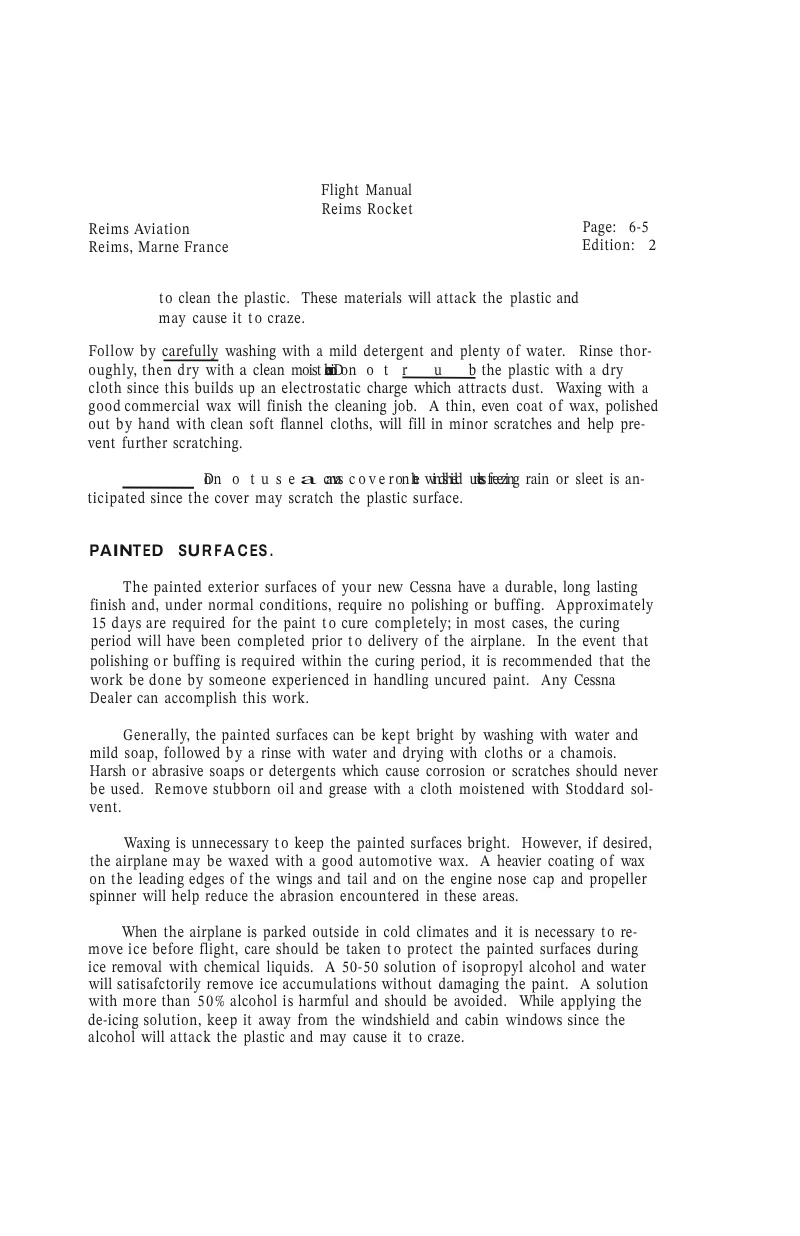 Flight Manual
Reims Rocket
Reims Aviation
Page: 6-5
Reims, Marne France
Edition: 2
to clean the plastic. These materials will attack the plastic and
may cause it to craze.
Follow by carefully washing with a mild detergent and plenty of water. Rinse thor-
oughly, then dry with a clean moist Do not rub the plastic with a dry
cloth since this builds up an electrostatic charge which attracts dust. Waxing with a
good commercial wax will finish the cleaning job. A thin, even coat of wax, polished
out by hand with clean soft flannel cloths, will fill in minor scratches and help pre-
vent further scratching.
Do not use a canvas cover on the windshield unless freezing rain or sleet is an-
ticipated since the cover may scratch the plastic surface.
PAINTED SURFACES.
The painted exterior surfaces of your new Cessna have a durable, long lasting
finish and, under normal conditions, require no polishing or buffing. Approximately
15 days are required for the paint to cure completely; in most cases, the curing
period will have been completed prior to delivery of the airplane. In the event that
polishing or buffing is required within the curing period, it is recommended that the
work be done by someone experienced in handling uncured paint. Any Cessna
Dealer can accomplish this work.
Generally, the painted surfaces can be kept bright by washing with water and
mild soap, followed by a rinse with water and drying with cloths or a chamois.
Harsh or abrasive soaps or detergents which cause corrosion or scratches should never
be used. Remove stubborn oil and grease with a cloth moistened with Stoddard sol-
vent.
Waxing is unnecessary to keep the painted surfaces bright. However, if desired,
the airplane may be waxed with a good automotive wax. A heavier coating of wax
on the leading edges of the wings and tail and on the engine nose cap and propeller
spinner will help reduce the abrasion encountered in these areas.
When the airplane is parked outside in cold climates and it is necessary to re-
move ice before flight, care should be taken to protect the painted surfaces during
ice removal with chemical liquids. A 50-50 solution of isopropyl alcohol and water
will satisafctorily remove ice accumulations without damaging the paint. A solution
with more than 50% alcohol is harmful and should be avoided. While applying the
de-icing solution, keep it away from the windshield and cabin windows since the
alcohol will attack the plastic and may cause it to craze.